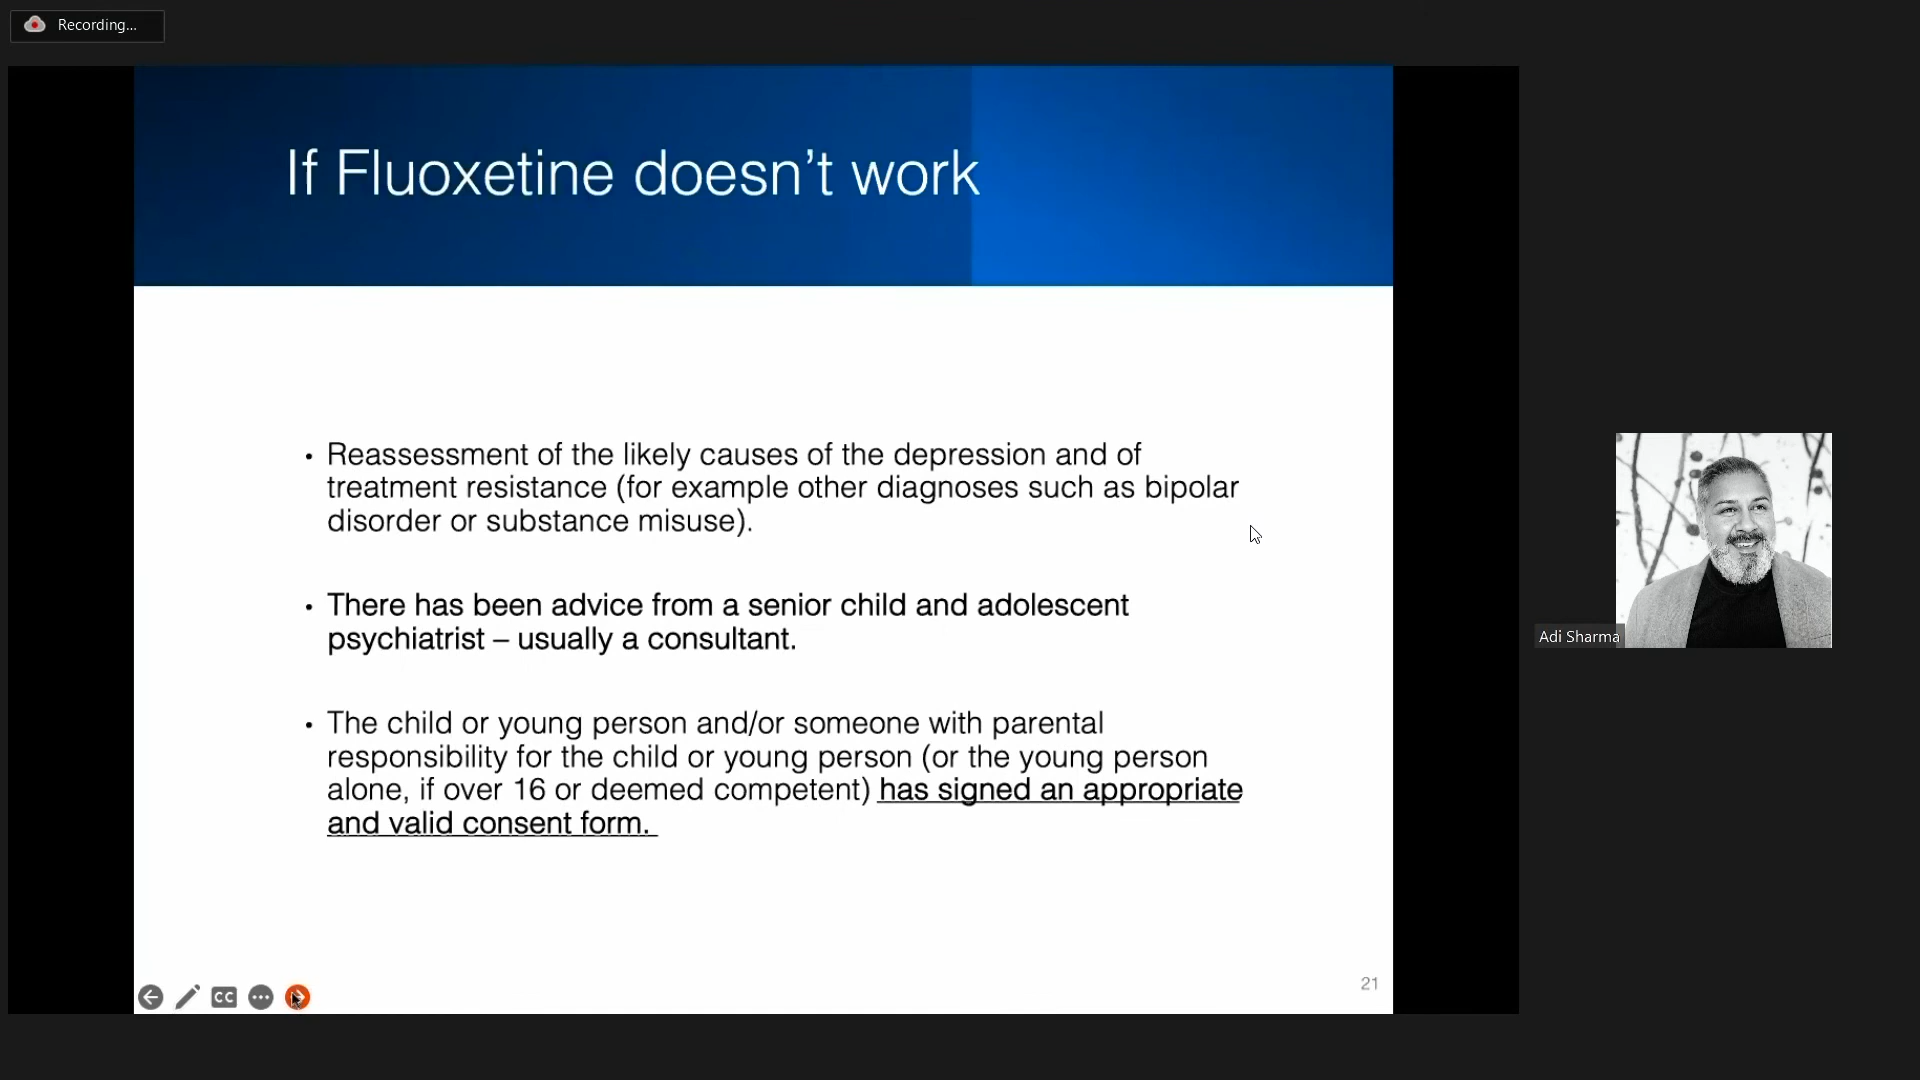 Recording...
If Fluoxetine doesn't work
• Reassessment of the likely causes of the depression and of
treatment resistance (for example other diagnoses such as bipolar
disorder or substance misuse).
• There has been advice from a senior child and adolescent
psychiatrist – usually a consultant.
• The child or young person and/or someone with parental
responsibility for the child or young person (or the young person
alone, if over 16 or deemed competent) has signed an appropriate
and valid consent form.
CC
21
Adi Sharma